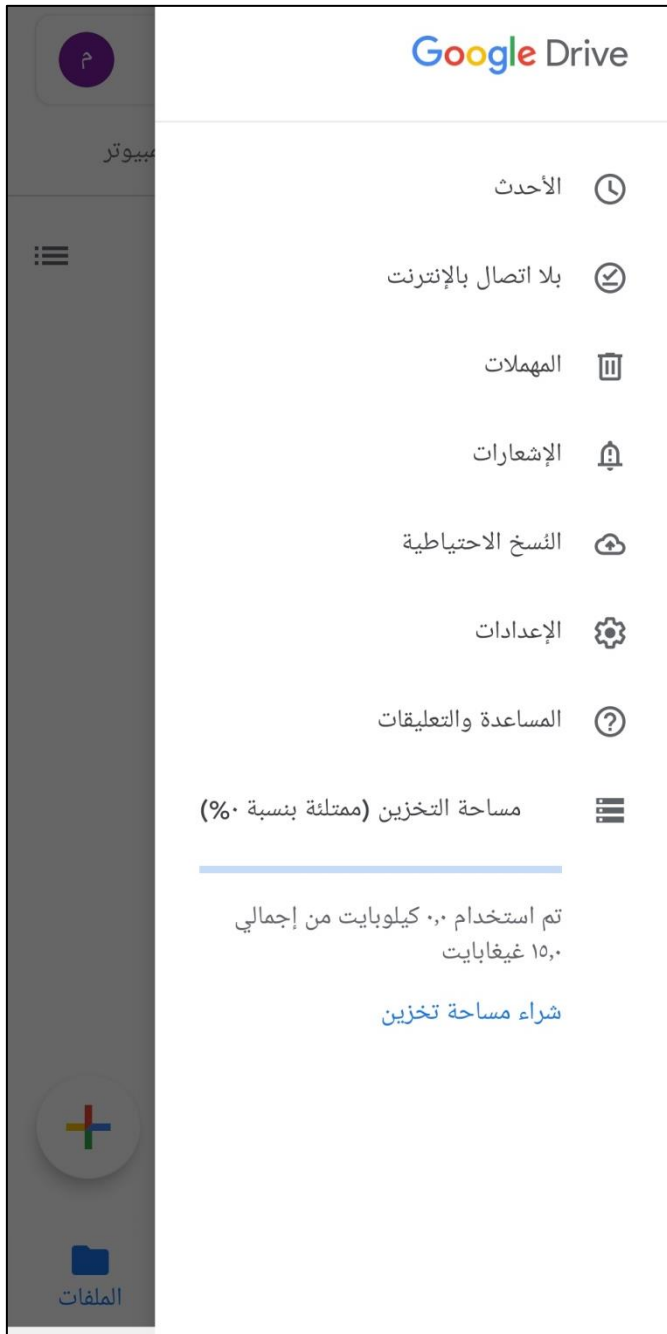 Google Drive
م
مبيوتر
الأحدث
بلا اتصال بالإنترنت
المهملات
الإشعارات
النُسخ الاحتياطية
الإعدادات
المساعدة والتعليقات
مساحة التخزين (ممتلئة بنسبة ٠%)
تم استخدام ٠,٠ كيلوبايت من إجمالي
١٥,٠ غيغابايت
شراء مساحة تخزين
الملفات